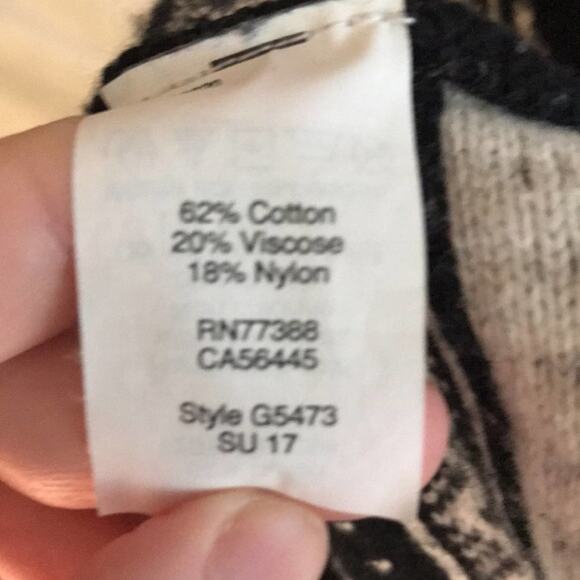 62% Cotton
20% Viscose
18% Nylon
RN77388
CA56445
Style G5473
SU 17